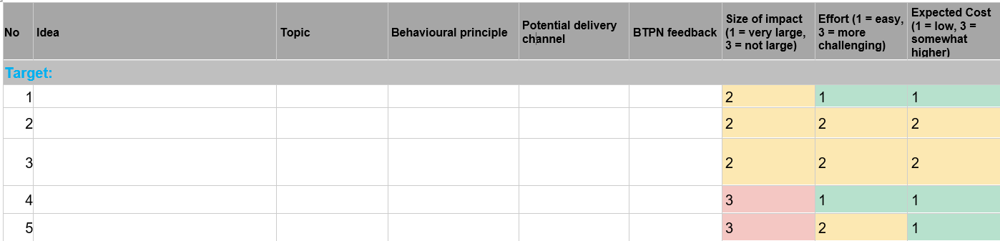 No Idea Topic Behavioural principle Potential delivery channel BTPN feedback Size of impact (1 = very large, 3 = not large) Effort (1 = easy, 3 = more challenging) Expected Cost (1 = low, 3 = somewhat higher)
Target:
1 2 1 1
2 2 2 2
3 2 2 2
4 3 1 1
5 3 2 1